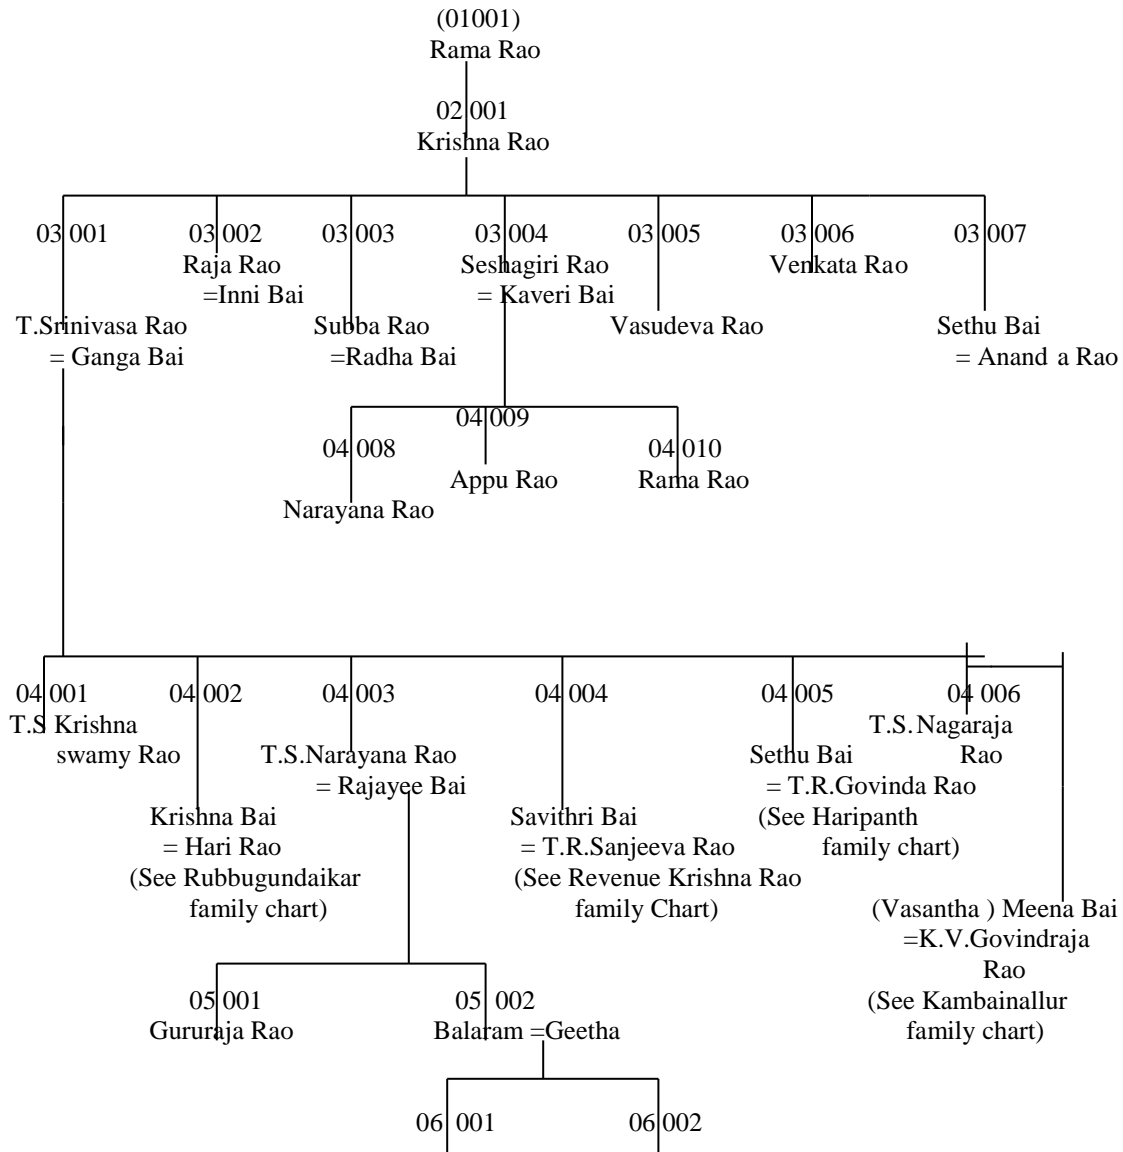 (01001)
Rama Rao
02 001
Krishna Rao
03 001 03 002 03 003 03 004 03 005 03 006 03 007
Raja Rao Seshagiri Rao Venkata Rao
=Inni Bai = Kaveri Bai
T.Srinivasa Rao Subba Rao Vasudeva Rao Sethu Bai
= Ganga Bai =Radha Bai = Anand a Rao
04 009
04 008 04 010
Appu Rao Rama Rao
Narayana Rao
04 001 04 002 04 003 04 004 04 005 04 006
T.S Krishna T.S.Nagaraja
swamy Rao T.S.Narayana Rao Sethu Bai Rao
= Rajayee Bai = T.R.Govinda Rao
Krishna Bai Savithri Bai (See Haripanth
= Hari Rao = T.R.Sanjeeva Rao family chart)
(See Rubbugundaikar (See Revenue Krishna Rao
family chart) family Chart) (Vasantha ) Meena Bai
=K.V.Govindraja
Rao
05 001 05 002 (See Kambainallur
Gururaja Rao Balaram =Geetha family chart)
06 001 06 002